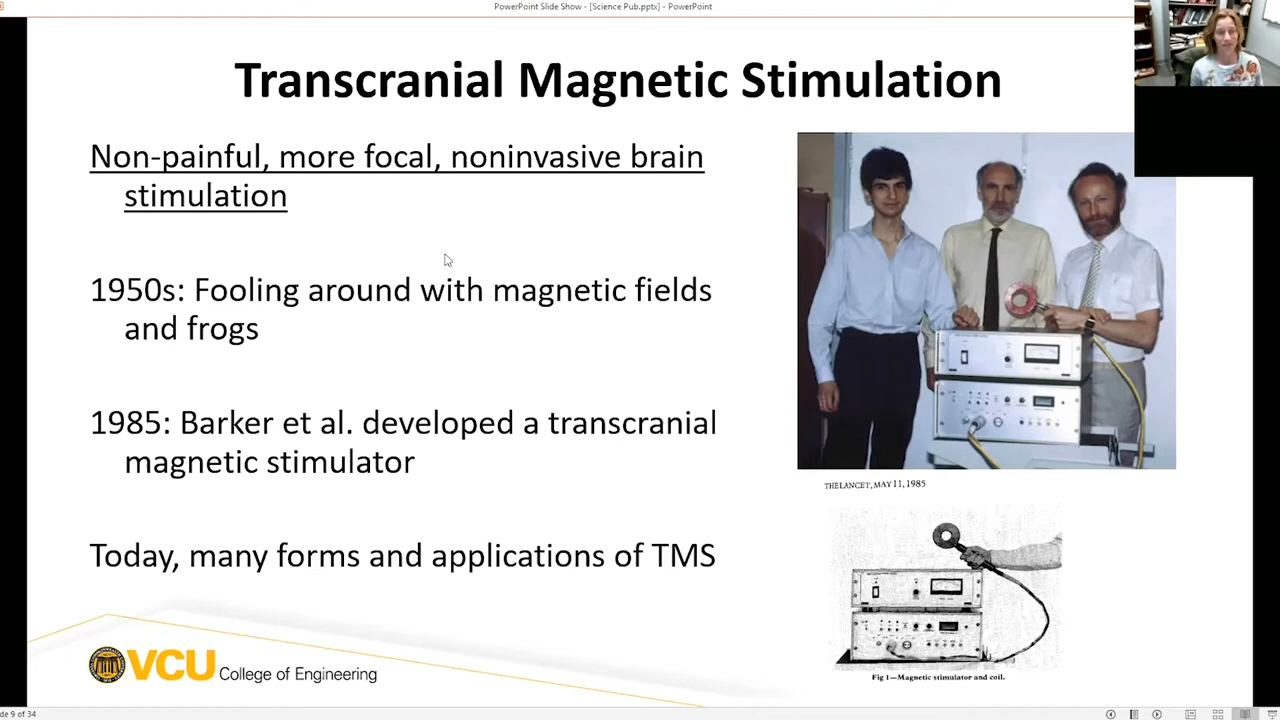 PowerPoint Slide Show - [Science Pub.pptx] - PowerPoint
Transcranial Magnetic Stimulation
Non-painful, more focal, noninvasive brain
stimulation
1950s: Fooling around with magnetic fields
and frogs
1985: Barker et al. developed a transcranial
magnetic stimulator
Today, many forms and applications of TMS
THE LANCET, MAY 11, 1985
Fig 1—Magnetic stimulator and coil.
VCU College of Engineering
de 9 of 34